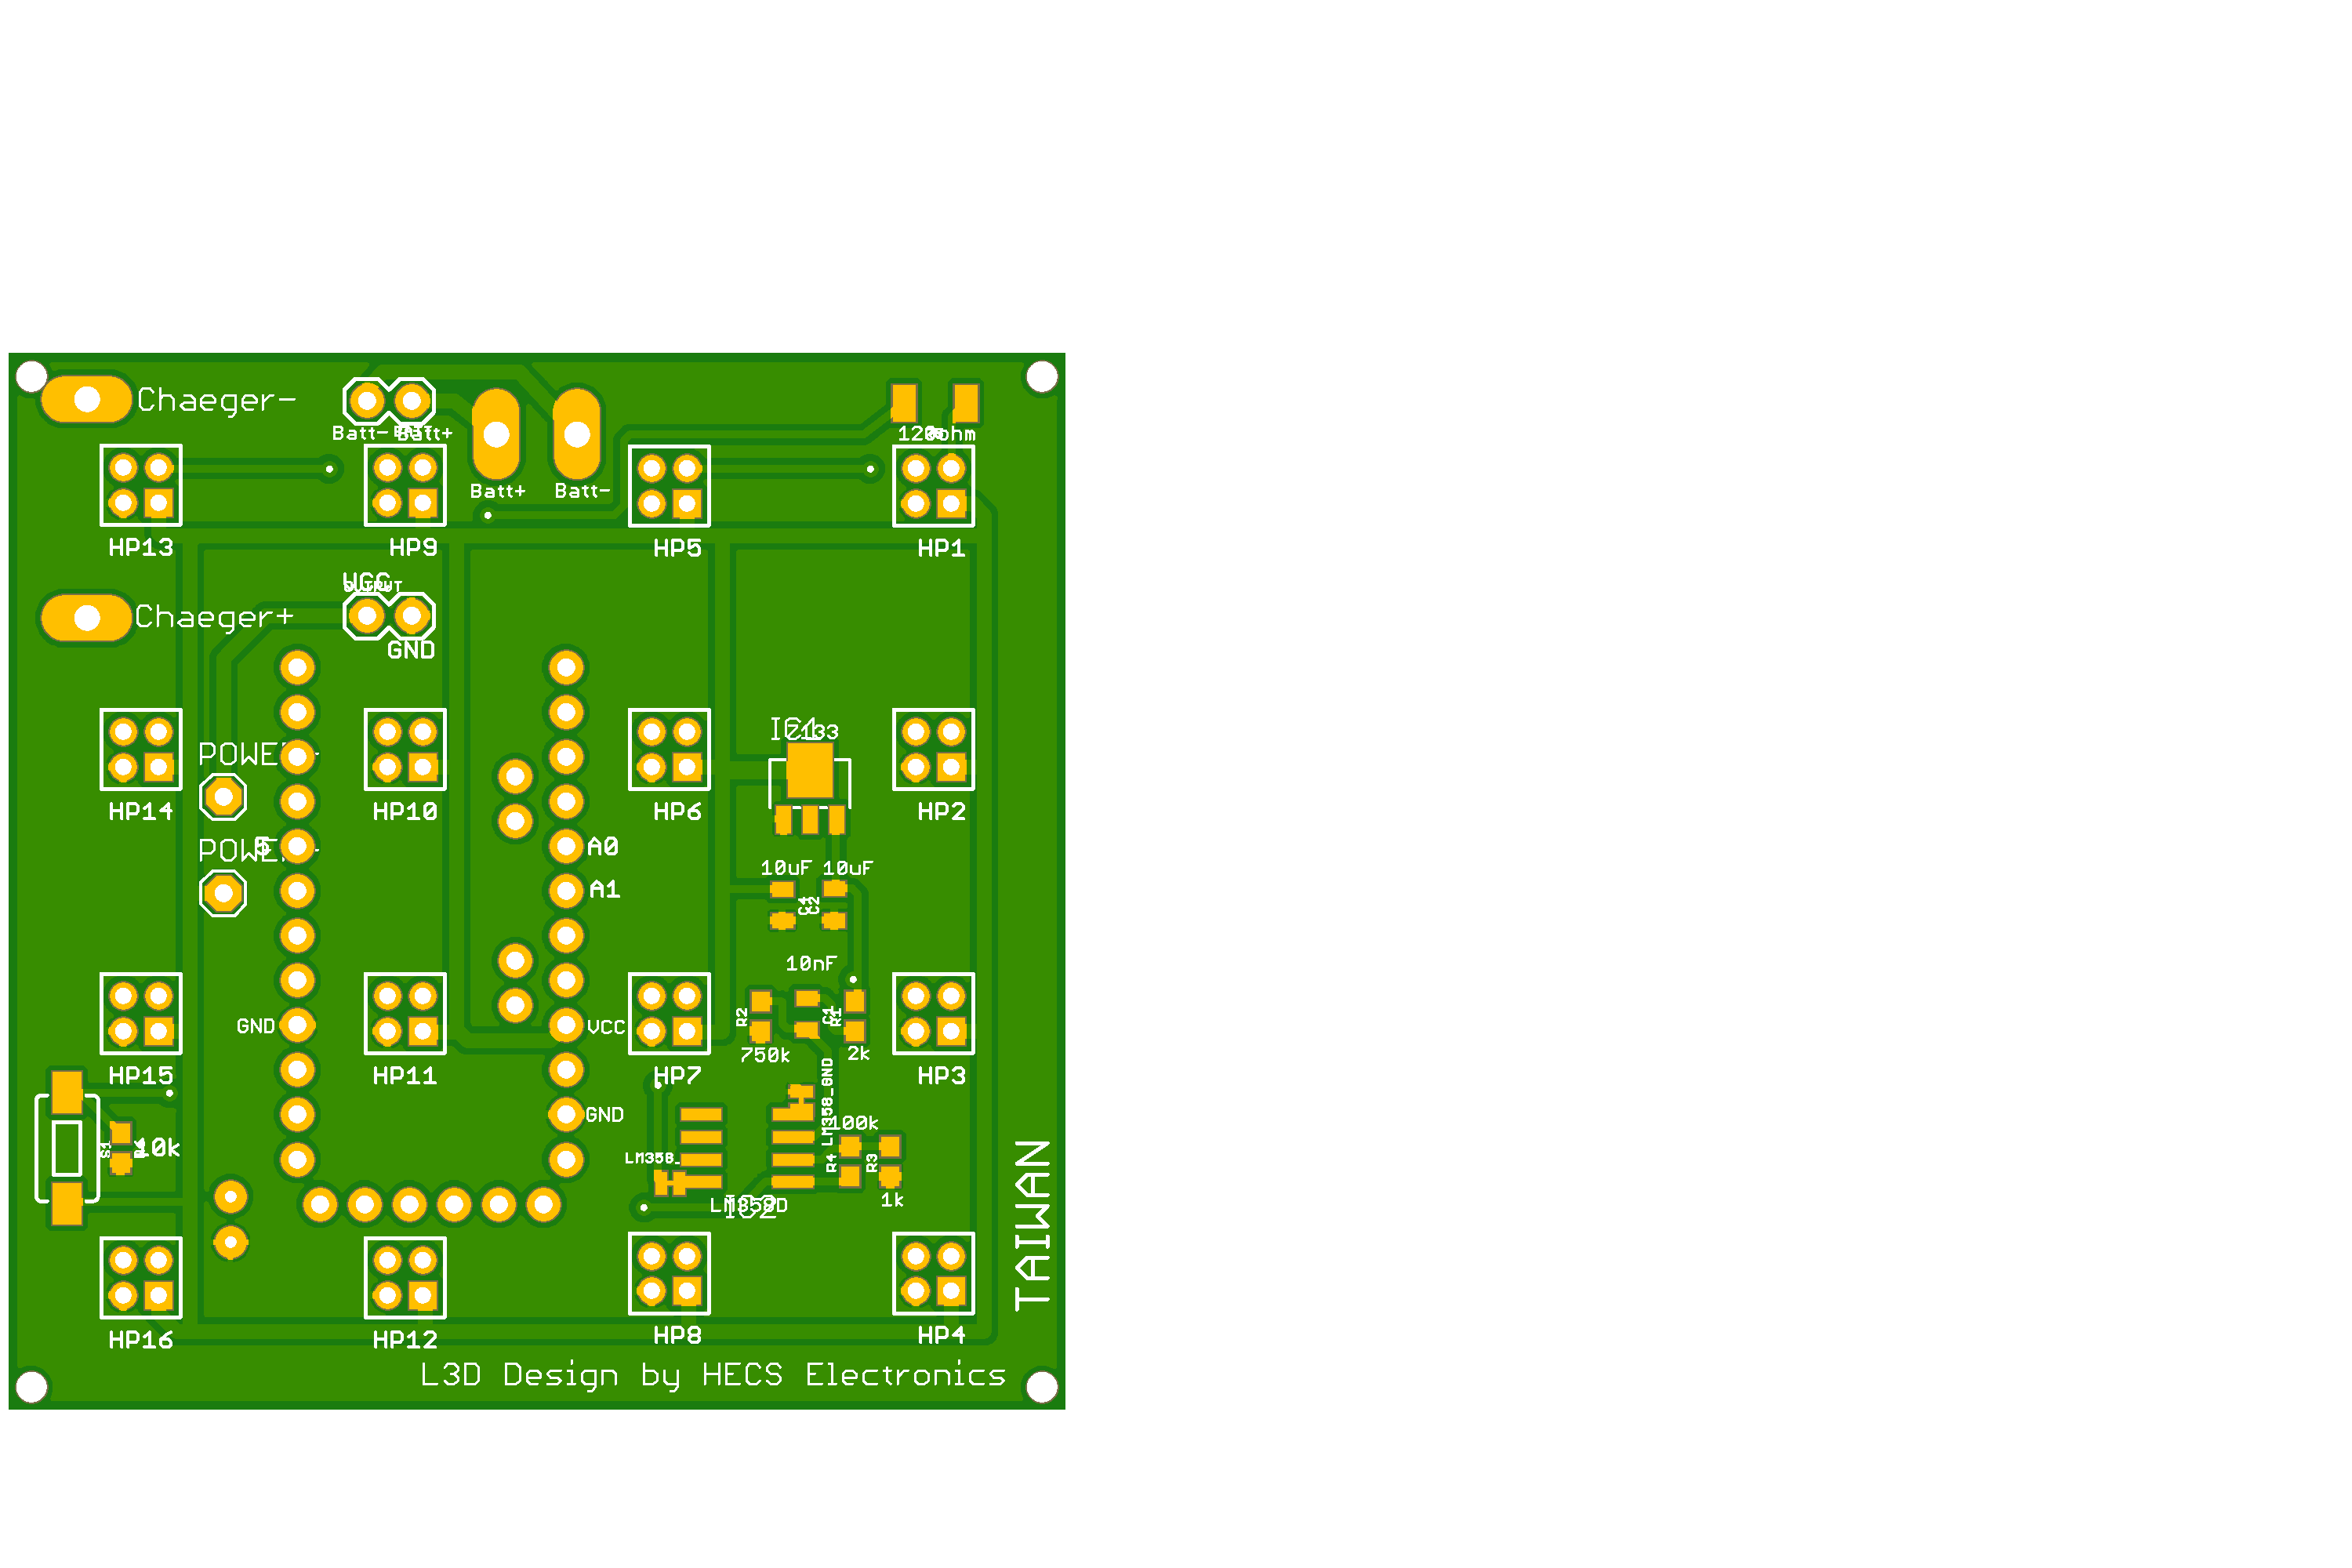 Chaeger-
Batt-
Batt+
120ohm
Batt+
Batt-
HP13
HP9
HP5
HP1
VCC
OUTPUT
Chaeger+
GND
IC1
7133
POWER
HP14
HP10
HP6
HP2
5
POWER
A0
10uF
10uF
A1
C4
C2
10nF
R2
C1
R1
GND
VCC
750k
2k
HP15
HP11
HP7
HP3
LM358_GND
GND
100k
S1
10k
LM358_
R4
R3
LM358D
IC2
1k
TAIWAN
HP16
HP12
HP8
HP4
L3D Design by HECS Electronics